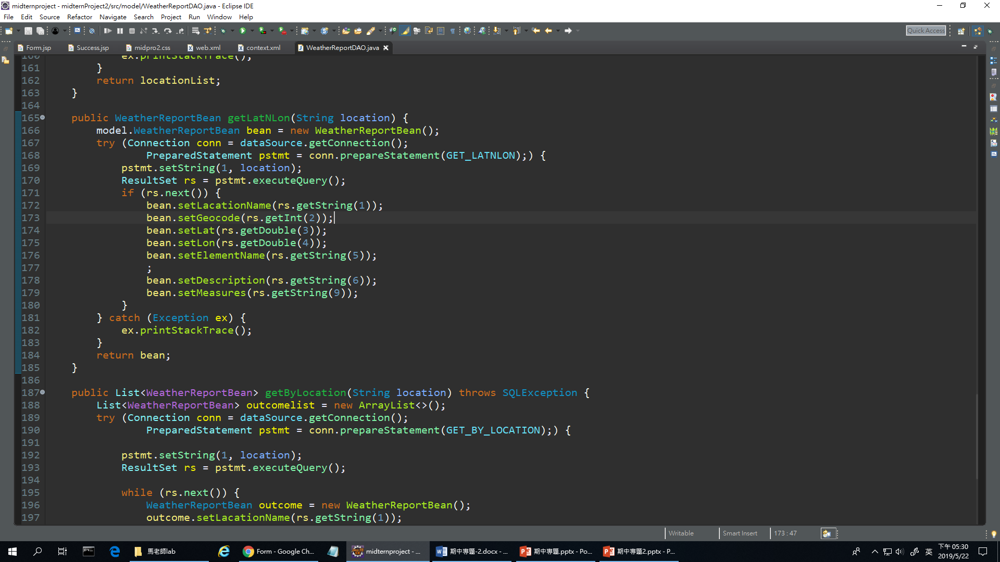 midternproject - midternProject2/src/model/WeatherReportDAO.java - Eclipse IDE
File Edit Source Refactor Navigate Search Project Run Window Help
Quick Access
Form.jsp Success.jsp midpro2.css web.xml context.xml WeatherReportDAO.java
160 ex.printStackTrace();
161 }
162 return locationList;
163 }
164
165 public WeatherReportBean getLatNLon(String location) {
166 model.WeatherReportBean bean = new WeatherReportBean();
167 try (Connection conn = dataSource.getConnection();
168 PreparedStatement pstmt = conn.prepareStatement(GET_LATNLON);) {
169 pstmt.setString(1, location);
170 ResultSet rs = pstmt.executeQuery();
171 if (rs.next()) {
172 bean.setLacationName(rs.getString(1));
173 bean.setGeocode(rs.getInt(2));
174 bean.setLat(rs.getDouble(3));
175 bean.setLon(rs.getDouble(4));
176 bean.setElementName(rs.getString(5));
177 ;
178 bean.setDescription(rs.getString(6));
179 bean.setMeasures(rs.getString(9));
180 }
181 } catch (Exception ex) {
182 ex.printStackTrace();
183 }
184 return bean;
185 }
186
187 public List<WeatherReportBean> getByLocation(String location) throws SQLException {
188 List<WeatherReportBean> outcomelist = new ArrayList<>();
189 try (Connection conn = dataSource.getConnection();
190 PreparedStatement pstmt = conn.prepareStatement(GET_BY_LOCATION);) {
191
192 pstmt.setString(1, location);
193 ResultSet rs = pstmt.executeQuery();
194
195 while (rs.next()) {
196 WeatherReportBean outcome = new WeatherReportBean();
197 outcome.setLacationName(rs.getString(1));
Writable Smart Insert 173 : 47
馬老師lab Form - Google Ch... midternproject - ... 期中專題-2.docx - ... 期中專題.pptx - Po... 期中專題2.pptx - P... 英 下午 05:30
2019/5/22